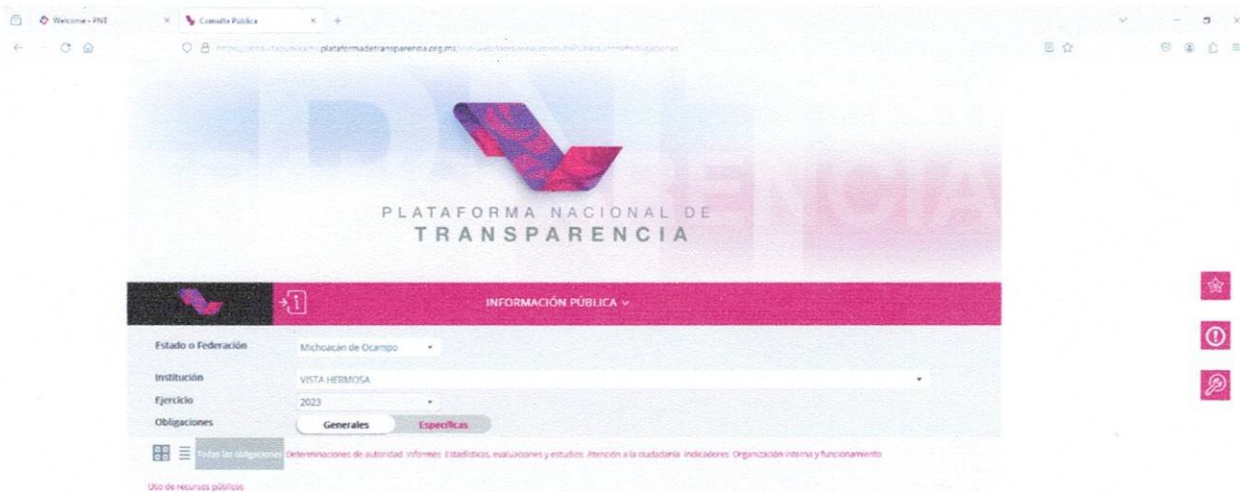 Welcome - PNT
Consulta Pública
plataformadetransparencia.org.mx
PLATAFORMA NACIONAL DE
TRANSPARENCIA
INFORMACIÓN PÚBLICA
Estado o Federación
Michoacán de Ocampo
Institución
VISTA HERMOSA
Ejercicio
2023
Obligaciones
Generales Específicas
Todas las obligaciones Determinaciones de autoridad Informes Estadísticas, evaluaciones y estudios Atención a la ciudadanía Indicadores Organización interna y funcionamiento
Uso de recursos públicos